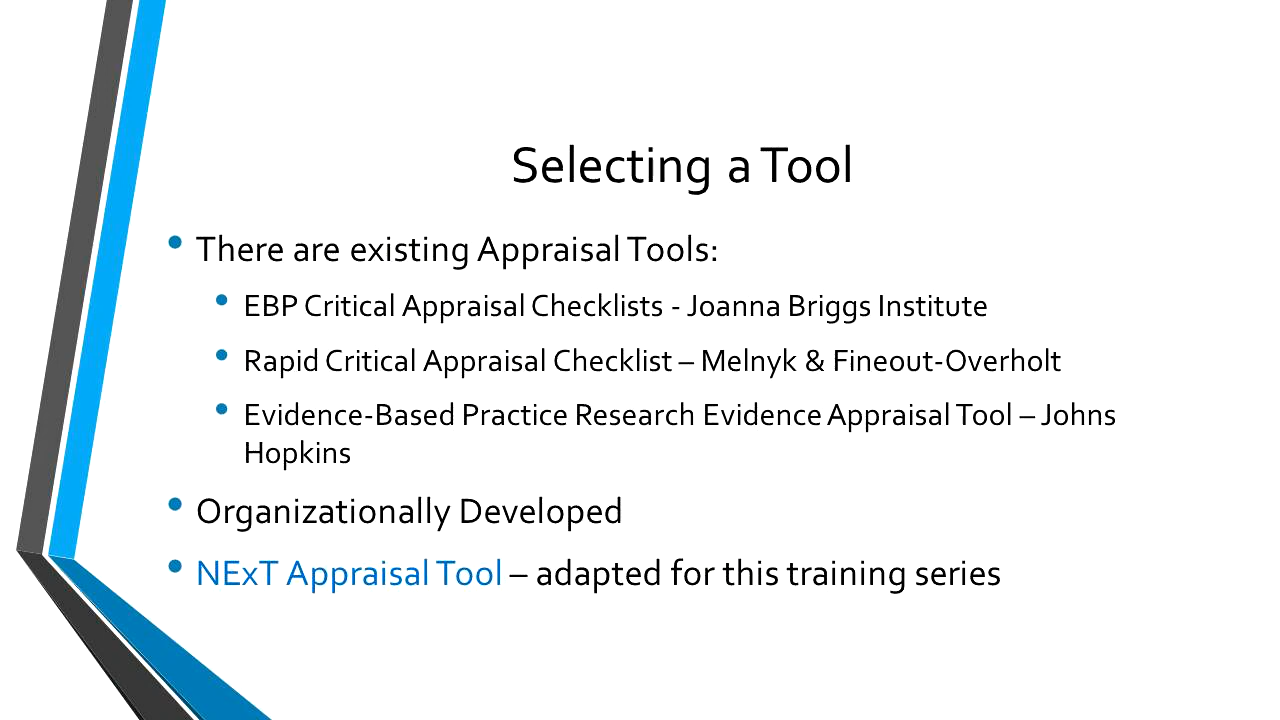 Selecting a Tool
• There are existing Appraisal Tools:
• EBP Critical Appraisal Checklists - Joanna Briggs Institute
• Rapid Critical Appraisal Checklist – Melnyk & Fineout-Overholt
• Evidence-Based Practice Research Evidence Appraisal Tool – Johns
Hopkins
• Organizationally Developed
• NExT Appraisal Tool – adapted for this training series